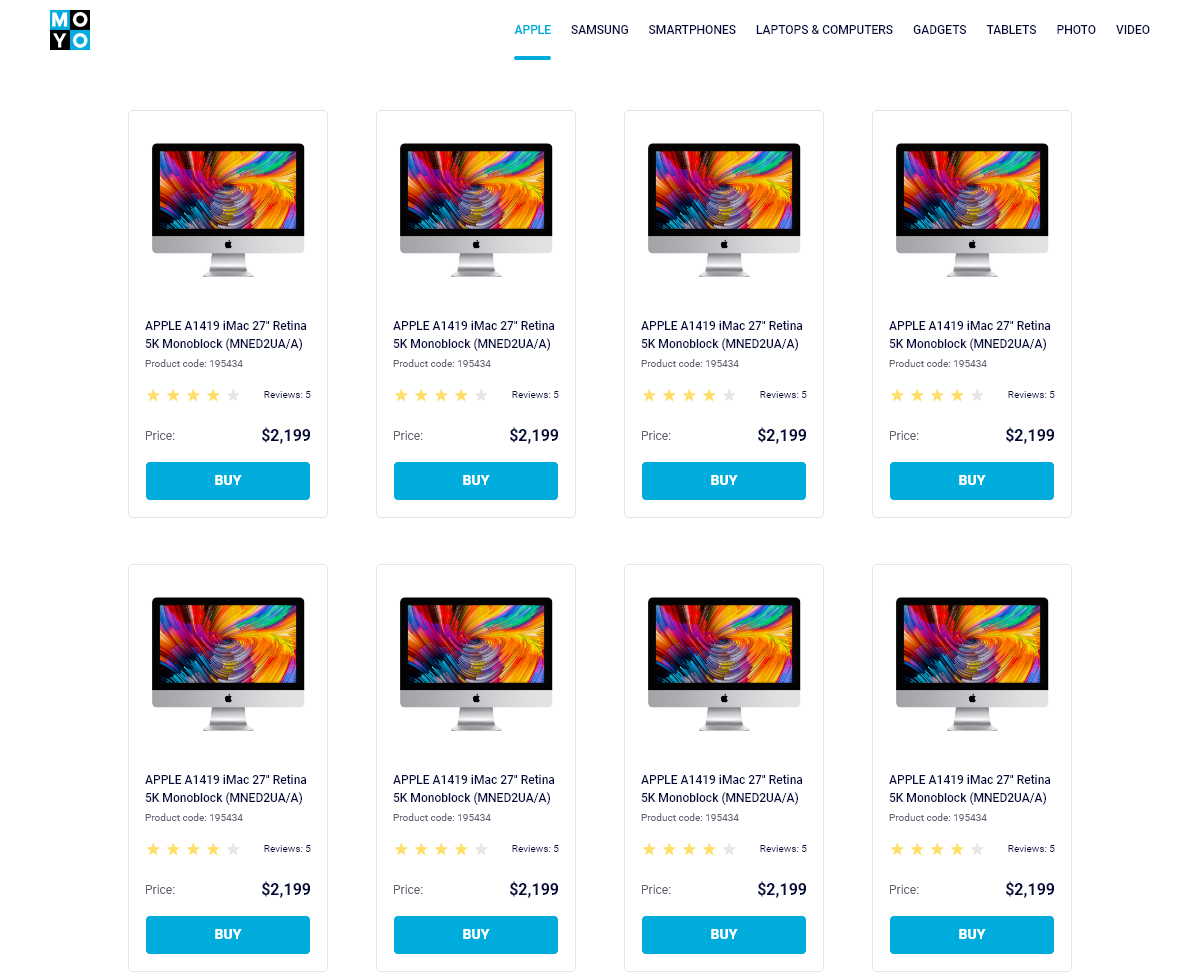 MO
YO
APPLE SAMSUNG SMARTPHONES LAPTOPS & COMPUTERS GADGETS TABLETS PHOTO VIDEO
APPLE A1419 iMac 27" Retina
5K Monoblock (MNED2UA/A)
Product code: 195434
Reviews: 5
Price: $2,199
BUY
APPLE A1419 iMac 27" Retina
5K Monoblock (MNED2UA/A)
Product code: 195434
Reviews: 5
Price: $2,199
BUY
APPLE A1419 iMac 27" Retina
5K Monoblock (MNED2UA/A)
Product code: 195434
Reviews: 5
Price: $2,199
BUY
APPLE A1419 iMac 27" Retina
5K Monoblock (MNED2UA/A)
Product code: 195434
Reviews: 5
Price: $2,199
BUY
APPLE A1419 iMac 27" Retina
5K Monoblock (MNED2UA/A)
Product code: 195434
Reviews: 5
Price: $2,199
BUY
APPLE A1419 iMac 27" Retina
5K Monoblock (MNED2UA/A)
Product code: 195434
Reviews: 5
Price: $2,199
BUY
APPLE A1419 iMac 27" Retina
5K Monoblock (MNED2UA/A)
Product code: 195434
Reviews: 5
Price: $2,199
BUY
APPLE A1419 iMac 27" Retina
5K Monoblock (MNED2UA/A)
Product code: 195434
Reviews: 5
Price: $2,199
BUY